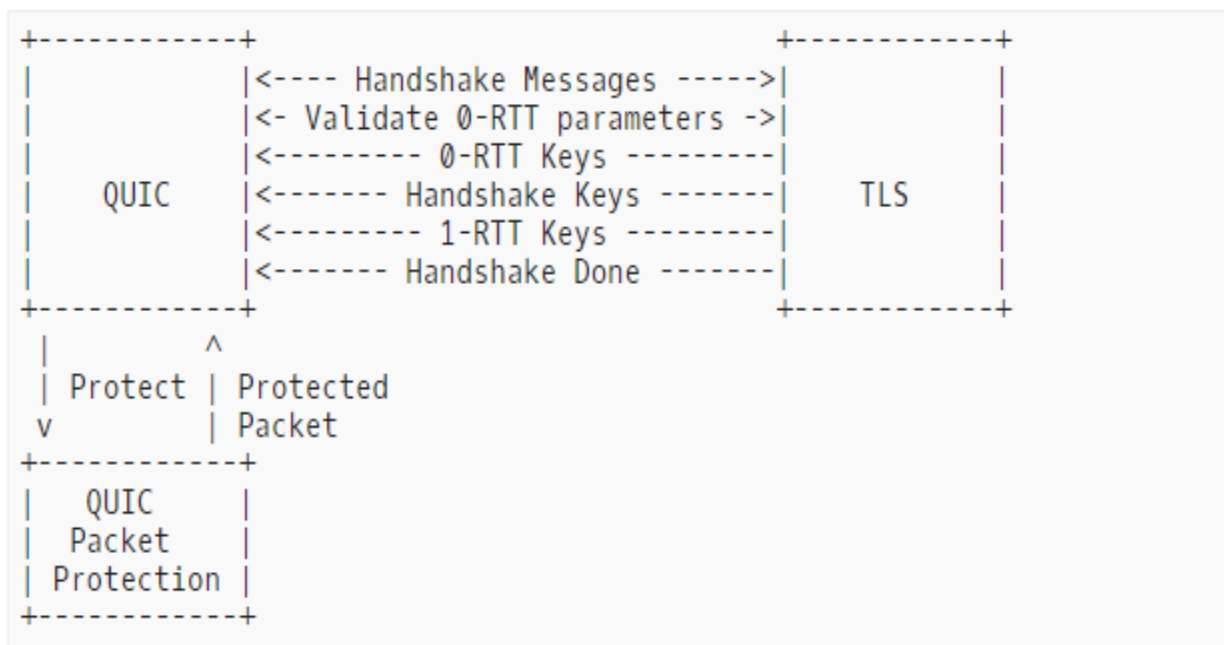 +------------+                               +------------+
|            |<---- Handshake Messages ----->|            |
|            |<- Validate 0-RTT parameters ->|            |
|            |<--------- 0-RTT Keys ---------|            |
|    QUIC    |<------- Handshake Keys -------|    TLS     |
|            |<--------- 1-RTT Keys ---------|            |
|            |<------- Handshake Done -------|            |
+------------+                               +------------+
 |         ^
 | Protect | Protected
 v         | Packet
+------------+
|   QUIC     |
|  Packet    |
| Protection |
+------------+